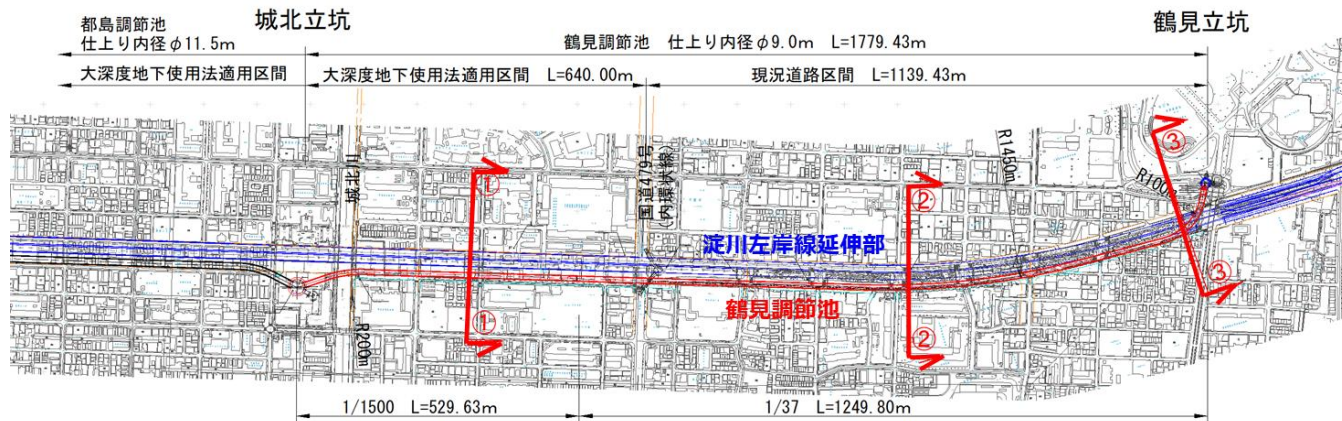 都島調節池
仕上り内径φ11.5m
城北立坑
鶴見立坑
鶴見調節池 仕上り内径φ9.0m L=1779.43m
大深度地下使用法適用区間
大深度地下使用法適用区間 L=640.00m
現況道路区間 L=1139.43m
城北川
国道479号
(内環状線)
R1450m
R100m
①
②
③
淀川左岸線延伸部
鶴見調節池
①
②
③
R200m
1/1500 L=529.63m
1/37 L=1249.80m